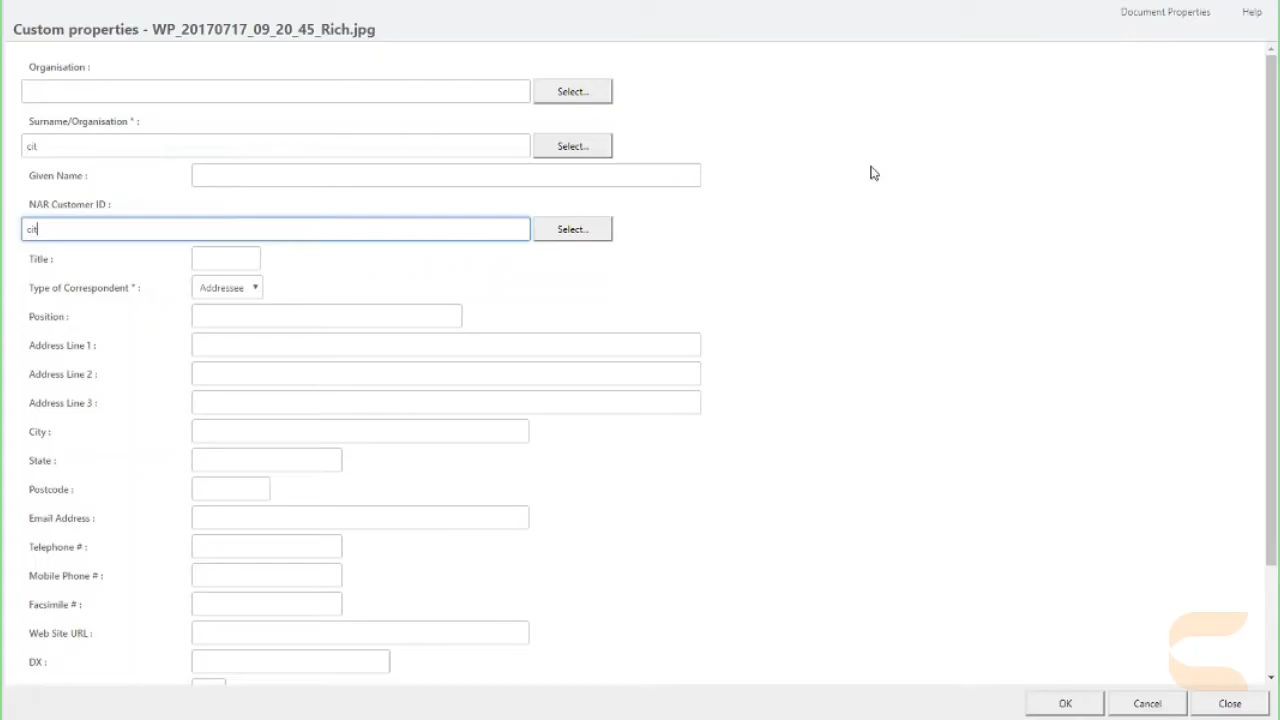 Document Properties Help
Custom properties - WP_20170717_09_20_45_Rich.jpg
Organisation :
Select...
Surname/Organisation * :
cit Select...
Given Name :
NAR Customer ID :
cit Select...
Title :
Type of Correspondent * : Addressee
Position :
Address Line 1 :
Address Line 2 :
Address Line 3 :
City :
State :
Postcode :
Email Address :
Telephone # :
Mobile Phone # :
Facsimile # :
Web Site URL :
DX :
OK Cancel Close